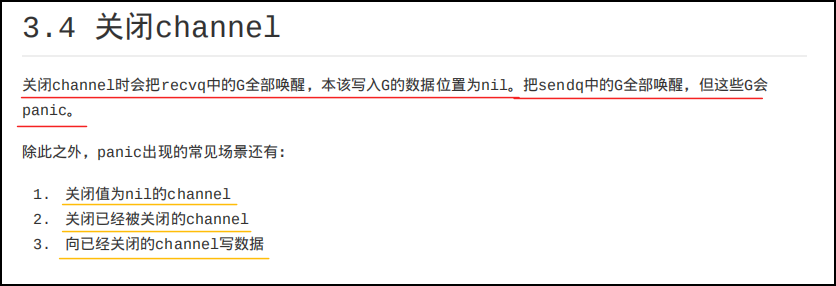 3.4 关闭channel
关闭channel时会把recvq中的G全部唤醒，本该写入G的数据位置为nil。把sendq中的G全部唤醒，但这些G会
panic。
除此之外，panic出现的常见场景还有：
1. 关闭值为nil的channel
2. 关闭已经被关闭的channel
3. 向已经关闭的channel写数据